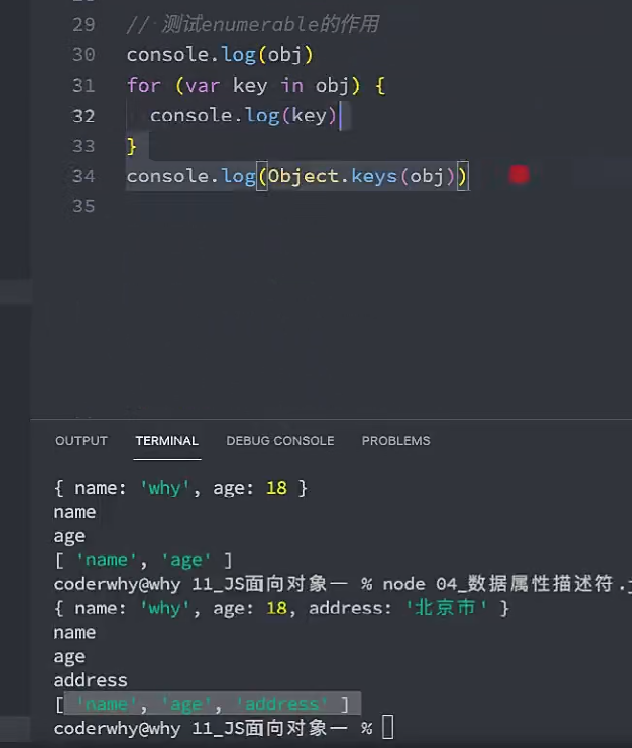 29 // 测试enumerable的作用
30 console.log(obj)
31 for (var key in obj) {
32 console.log(key)
33 }
34 console.log(Object.keys(obj))
35
OUTPUT TERMINAL DEBUG CONSOLE PROBLEMS
{ name: 'why', age: 18 }
name
age
[ 'name', 'age' ]
coderwhy@why 11_JS面向对象一 % node 04_数据属性描述符.j
{ name: 'why', age: 18, address: '北京市' }
name
age
address
[ 'name', 'age', 'address' ]
coderwhy@why 11_JS面向对象一 %